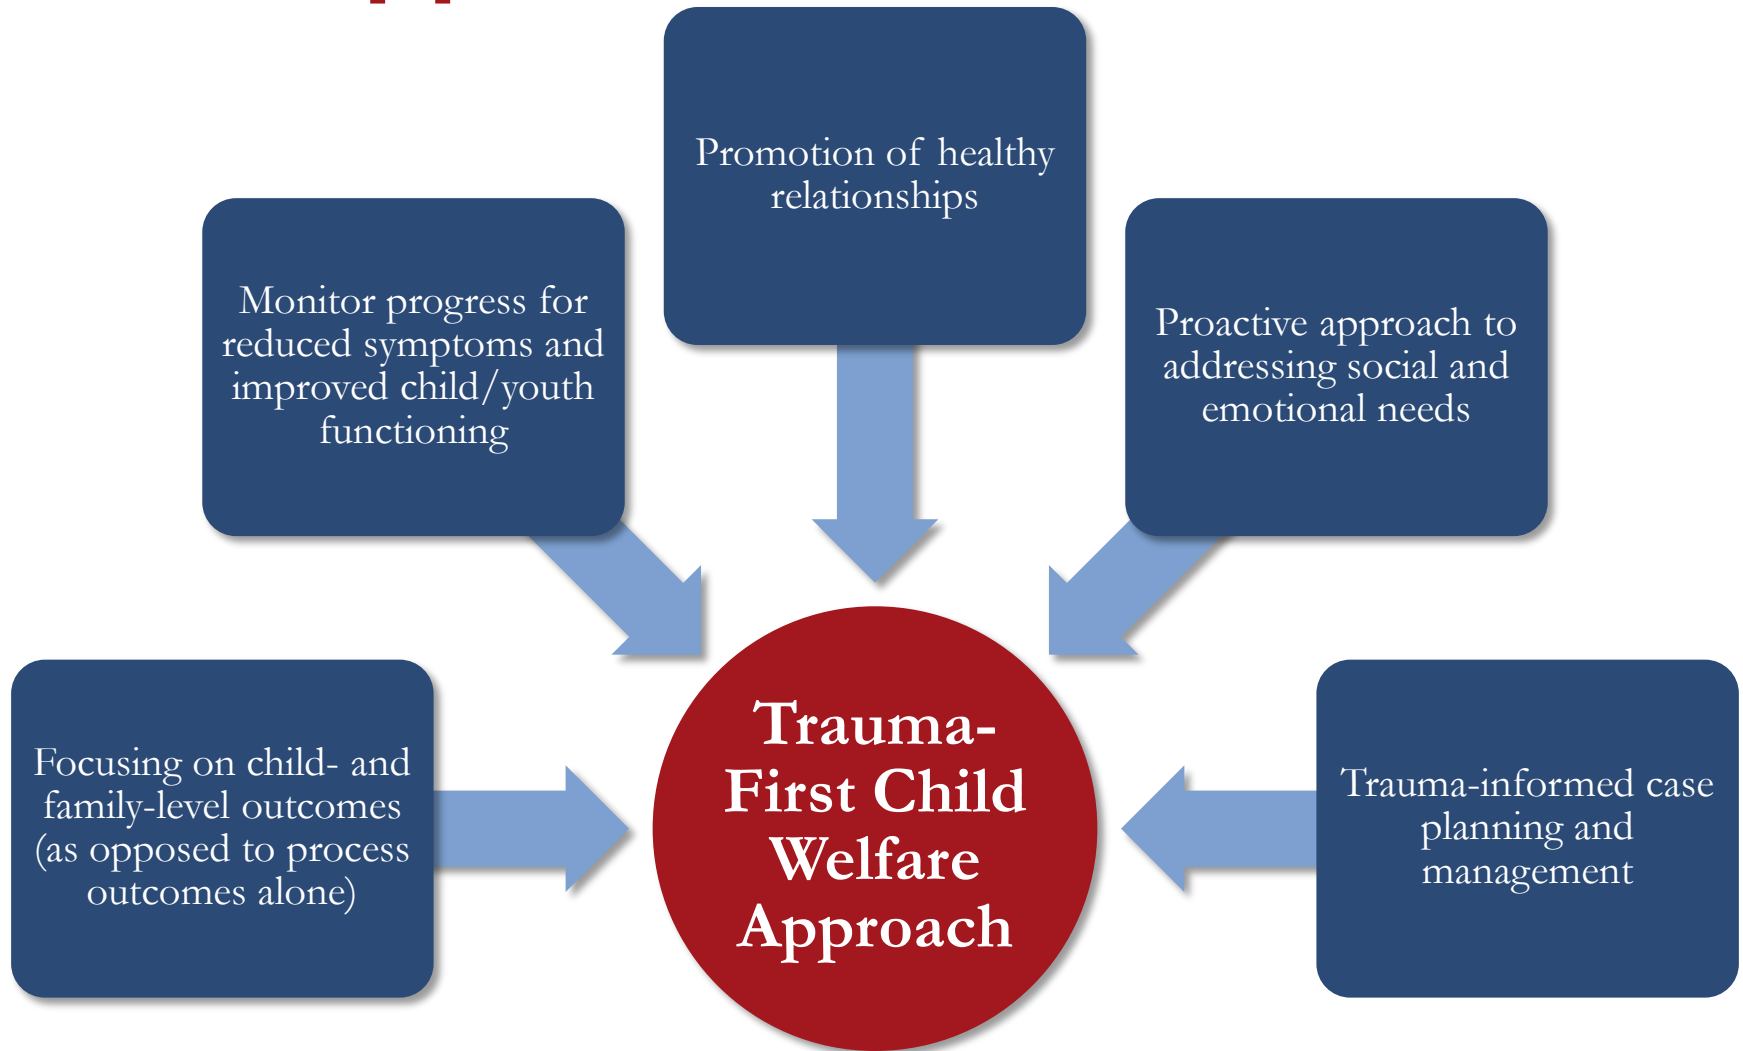 Promotion of healthy
relationships
Monitor progress for
reduced symptoms and
improved child/youth
functioning
Proactive approach to
addressing social and
emotional needs
Focusing on child- and
family-level outcomes
(as opposed to process
outcomes alone)
Trauma-
First Child
Welfare
Approach
Trauma-informed case
planning and
management